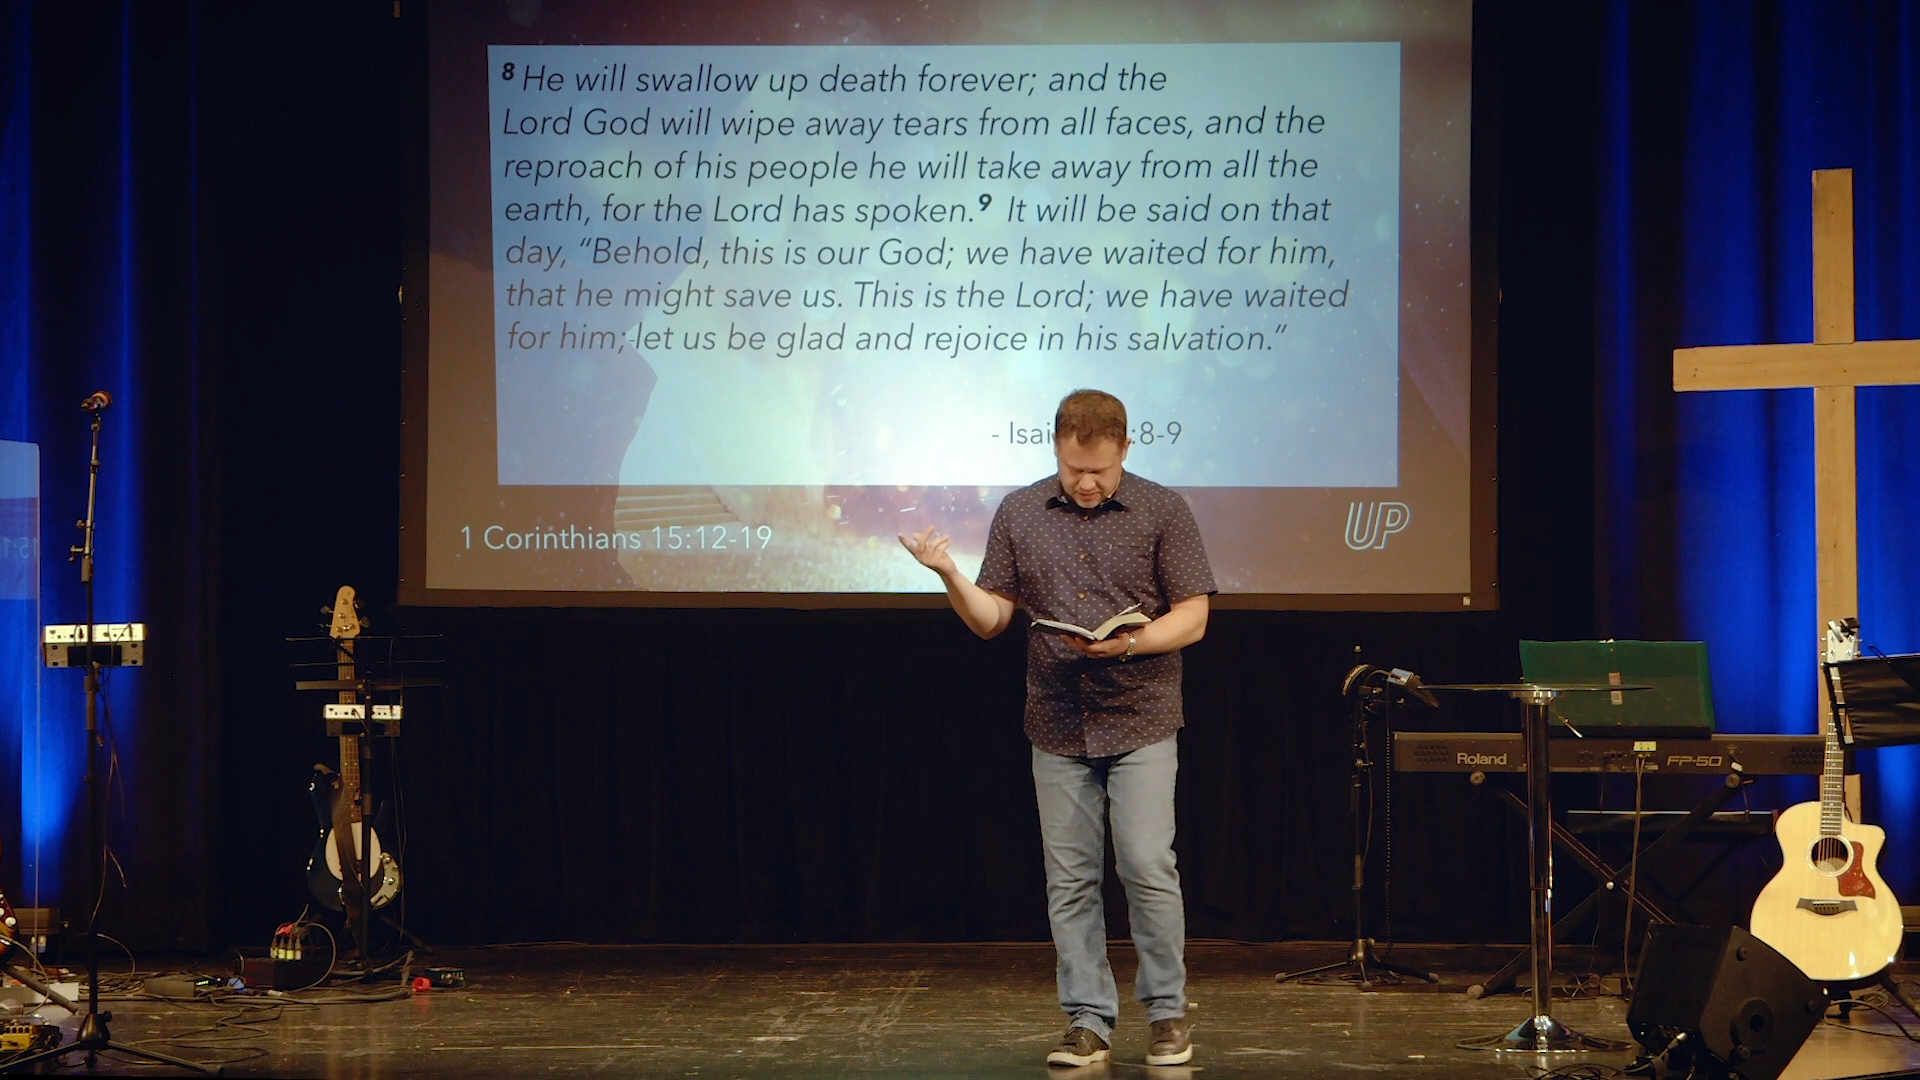 8 He will swallow up death forever; and the
Lord God will wipe away tears from all faces, and the
reproach of his people he will take away from all the
earth, for the Lord has spoken.9 It will be said on that
day, “Behold, this is our God; we have waited for him,
that he might save us. This is the Lord; we have waited
for him; let us be glad and rejoice in his salvation.”
- :8-9
1 Corinthians 15:12-19
UP
Roland
FP-50